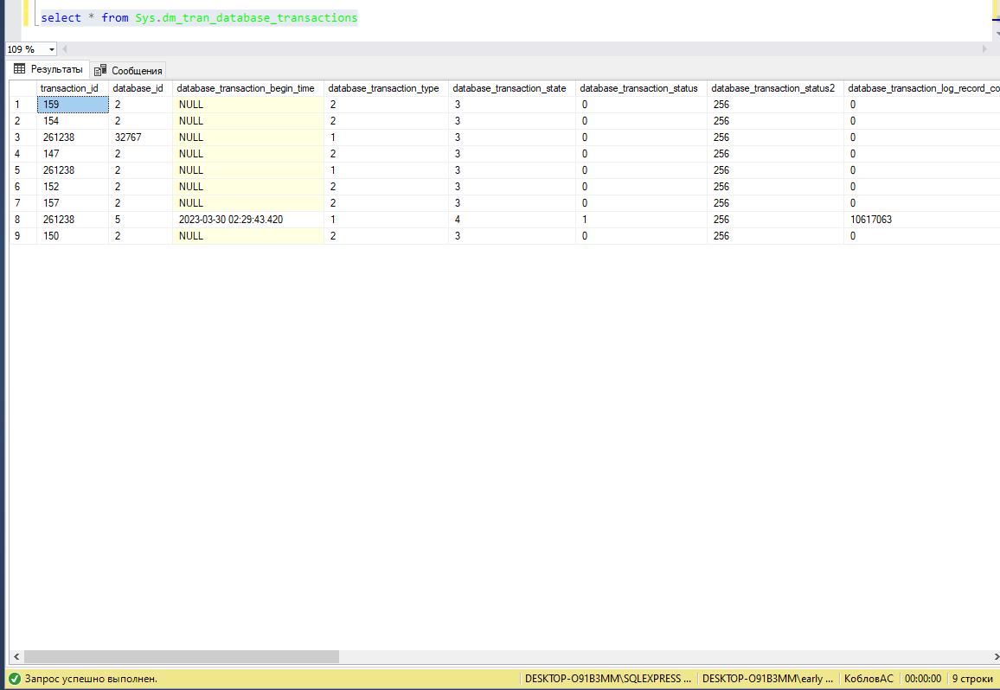 select * from Sys.dm_tran_database_transactions
109 %
Результаты Сообщения
transaction_id database_id database_transaction_begin_time database_transaction_type database_transaction_state database_transaction_status database_transaction_status2 database_transaction_log_record_co
1 159 2 NULL 2 3 0 256 0
2 154 2 NULL 2 3 0 256 0
3 261238 32767 NULL 1 3 0 256 0
4 147 2 NULL 2 3 0 256 0
5 261238 2 NULL 1 3 0 256 0
6 152 2 NULL 2 3 0 256 0
7 157 2 NULL 2 3 0 256 0
8 261238 5 2023-03-30 02:29:43.420 1 4 1 256 10617063
9 150 2 NULL 2 3 0 256 0
Запрос успешно выполнен. DESKTOP-O91B3MM\SQLEXPRESS ... DESKTOP-O91B3MM\early ... КобловАС 00:00:00 9 строки